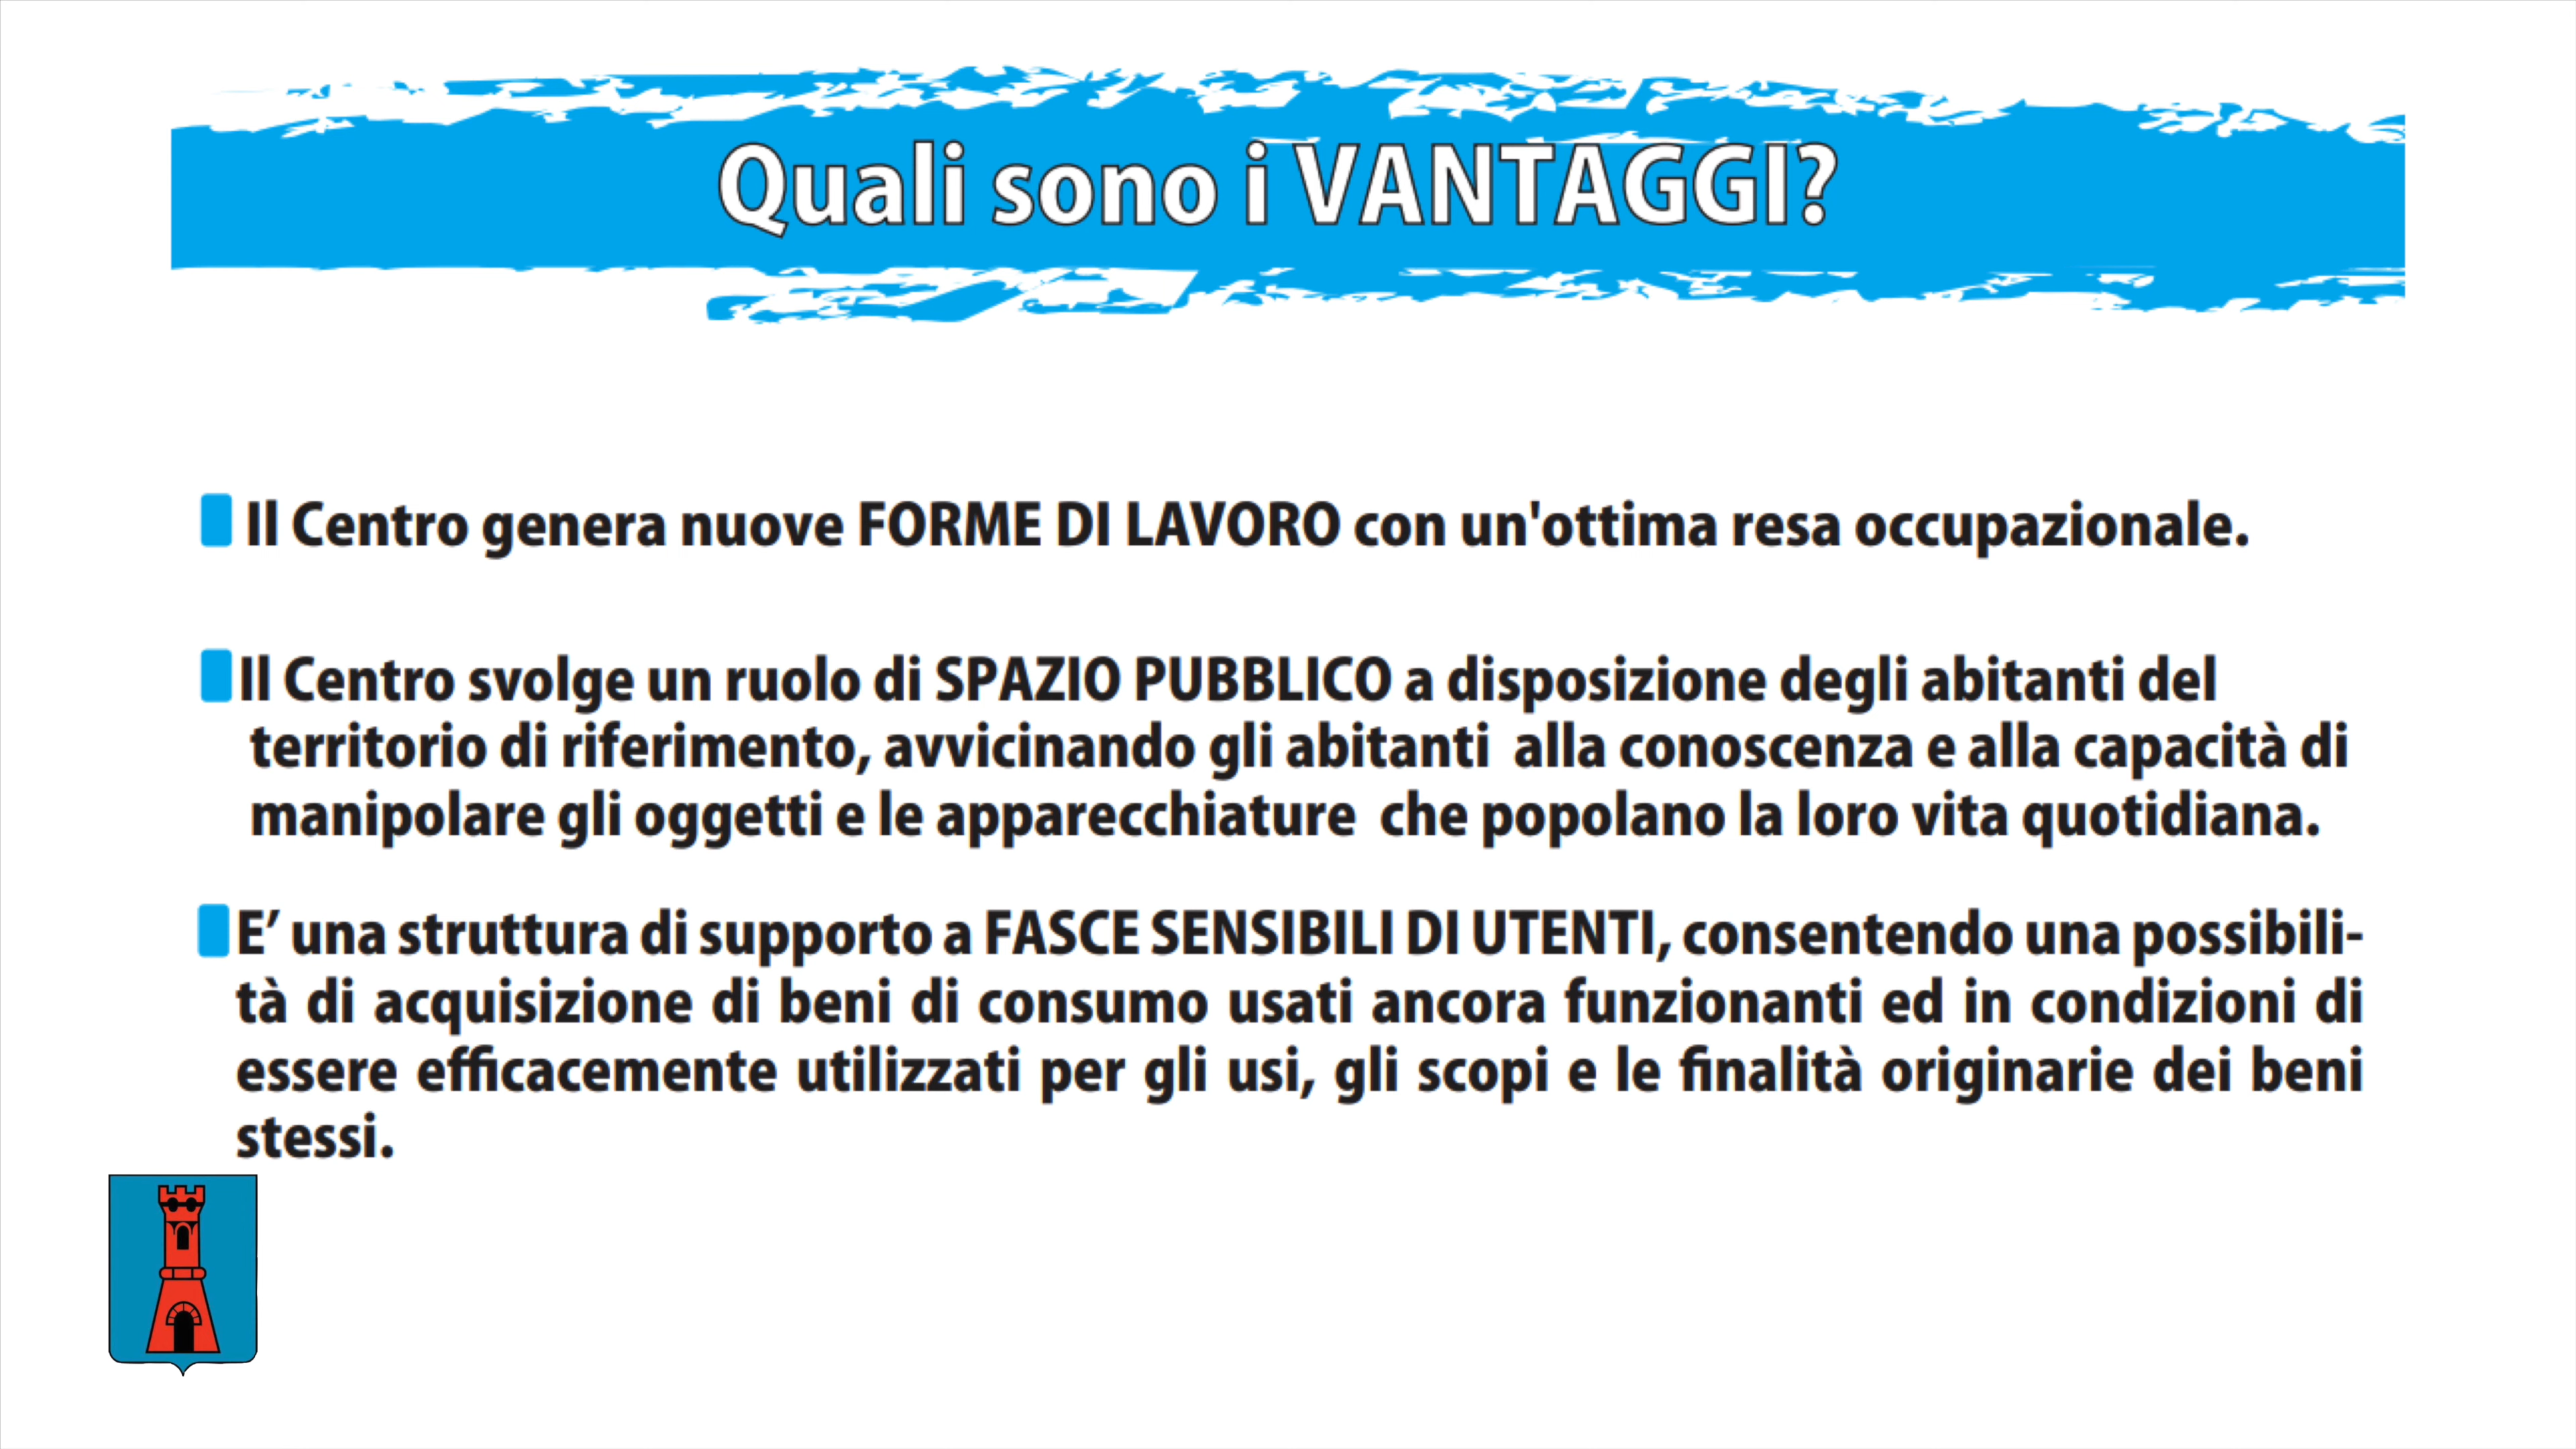 Quali sono i VANTAGGI?
Il Centro genera nuove FORME DI LAVORO con un'ottima resa occupazionale.
Il Centro svolge un ruolo di SPAZIO PUBBLICO a disposizione degli abitanti del
territorio di riferimento, avvicinando gli abitanti alla conoscenza e alla capacità di
manipolare gli oggetti e le apparecchiature che popolano la loro vita quotidiana.
E’ una struttura di supporto a FASCE SENSIBILI DI UTENTI, consentendo una possibili-
tà di acquisizione di beni di consumo usati ancora funzionanti ed in condizioni di
essere efficacemente utilizzati per gli usi, gli scopi e le finalità originarie dei beni
stessi.